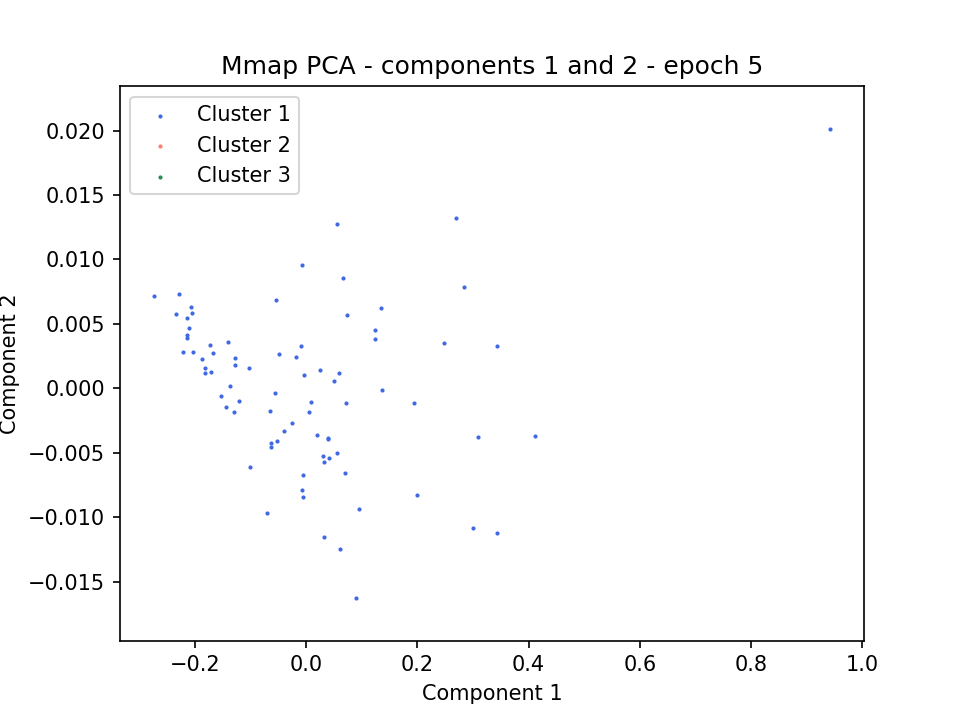 Mmap PCA - components 1 and 2 - epoch 5
Cluster 1
Cluster 2
Cluster 3
0.020
0.015
0.010
0.005
0.000
−0.005
−0.010
−0.015
Component 2
−0.2 0.0 0.2 0.4 0.6 0.8 1.0
Component 1